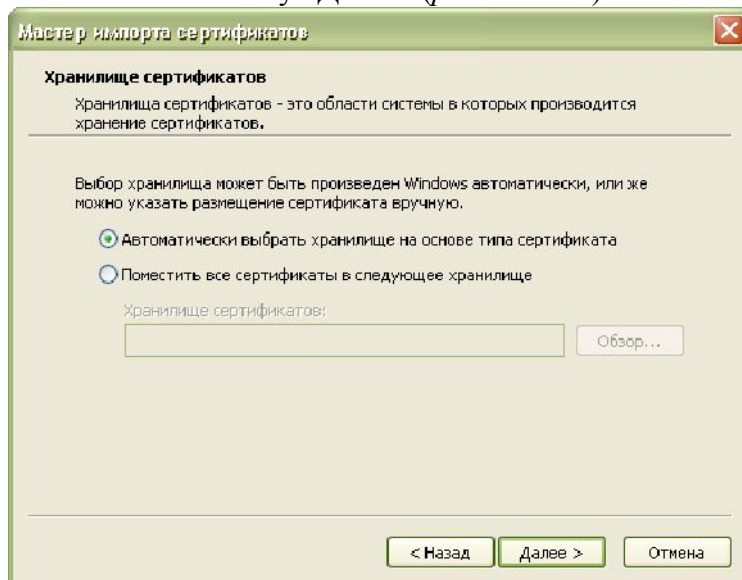 Мастер импорта сертификатов
Хранилище сертификатов
Хранилища сертификатов - это области системы в которых производится
хранение сертификатов.
Выбор хранилища может быть произведен Windows автоматически, или же
можно указать размещение сертификата вручную.
Автоматически выбрать хранилище на основе типа сертификата
Поместить все сертификаты в следующее хранилище
Хранилище сертификатов:
Обзор...
< Назад Далее > Отмена